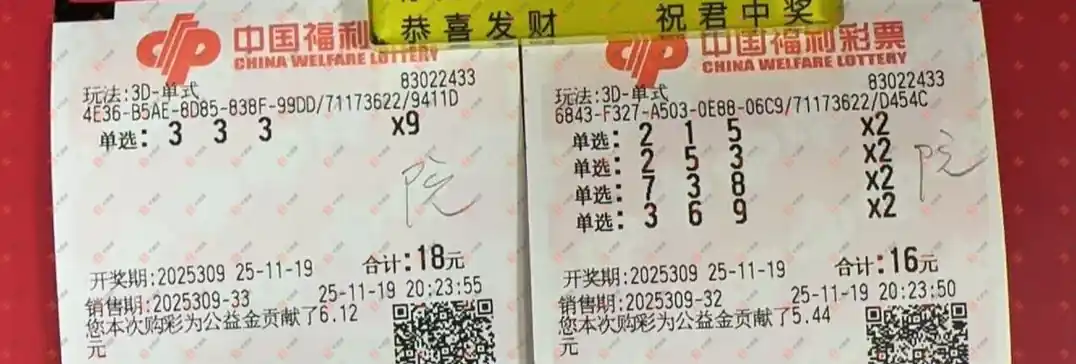 恭喜发财 祝君中奖
中国福利
CHINA WELFARE LOTTERY
83022433
玩法:3D-单式
4E36-B5AE-8D85-838F-99DD/71173622/9411D
单选: 3 3 3 X9
院
开奖期:2025309 25-11-19 合计:18元
销售期:2025309-33 25-11-19 20:23:55
您本次购彩为公益金贡献了6.12
元
中国福利彩票
CHINA WELFARE LOTTERY
83022433
玩法:3D-单式
6843-F327-A503-0E88-06C9/71173622/D454C
单选: 2 1 5 X2
单选: 2 5 3 X2
单选: 7 3 8 X2
单选: 3 6 9 X2
院
开奖期:2025309 25-11-19 合计:16元
销售期:2025309-32 25-11-19 20:23:50
您本次购彩为公益金贡献了5.44
元